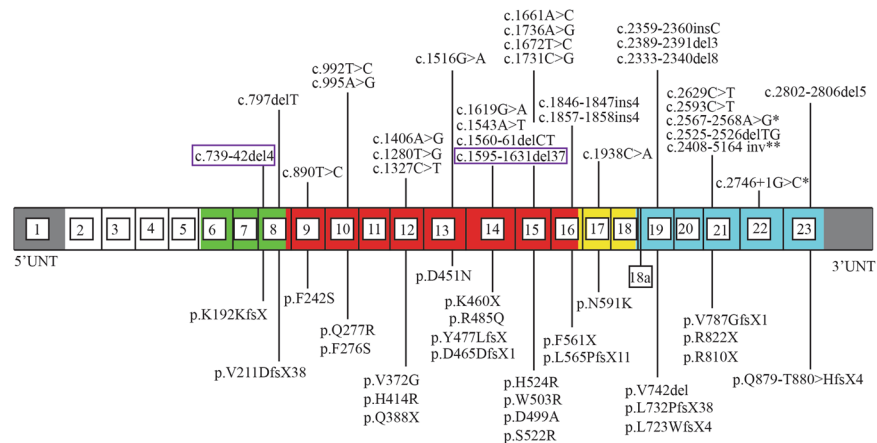 c.1661A>C
c.1736A>G
c.1672T>C
c.1731C>G
c.2359-2360insC
c.2389-2391del3
c.2333-2340del8
c.992T>C
c.995A>G
c.1516G>A
c.797delT
c.1619G>A
c.1543A>T
c.1560-61delCT
c.1595-1631del37
c.1846-1847ins4
c.1857-1858ins4
c.2629C>T
c.2593C>T
c.2567-2568A>G*
c.2525-2526delTG
c.2408-5164 inv**
c.2802-2806del5
c.1406A>G
c.1280T>G
c.1327C>T
c.739-42del4
c.890T>C
c.1938C>A
c.2746+1G>C*
1 2 3 4 5 6 7 8 9 10 11 12 13 14 15 16 17 18 19 20 21 22 23
5’UNT
18a
3’UNT
p.K192KfsX
p.V211DfsX38
p.F242S
p.Q277R
p.F276S
p.V372G
p.H414R
p.Q388X
p.D451N
p.K460X
p.R485Q
p.Y477LfsX
p.D465DfsX1
p.H524R
p.W503R
p.D499A
p.S522R
p.F561X
p.L565PfsX11
p.N591K
p.V742del
p.L732PfsX38
p.L723WfsX4
p.V787GfsX1
p.R822X
p.R810X
p.Q879-T880>HfsX4